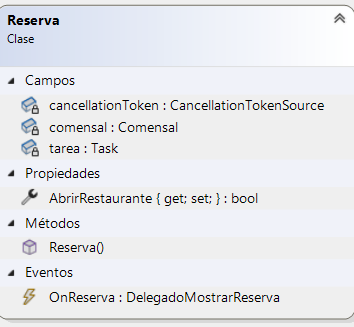 Reserva
Clase
Campos
cancellationToken : CancellationTokenSource
comensal : Comensal
tarea : Task
Propiedades
AbrirRestaurante { get; set; } : bool
Métodos
Reserva()
Eventos
OnReserva : DelegadoMostrarReserva